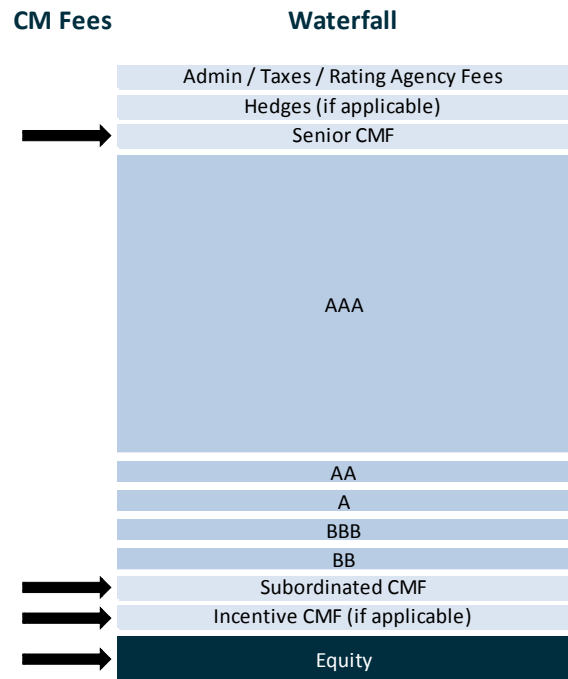 CM Fees Waterfall
Admin / Taxes / Rating Agency Fees
Hedges (if applicable)
Senior CMF
AAA
AA
A
BBB
BB
Subordinated CMF
Incentive CMF (if applicable)
Equity